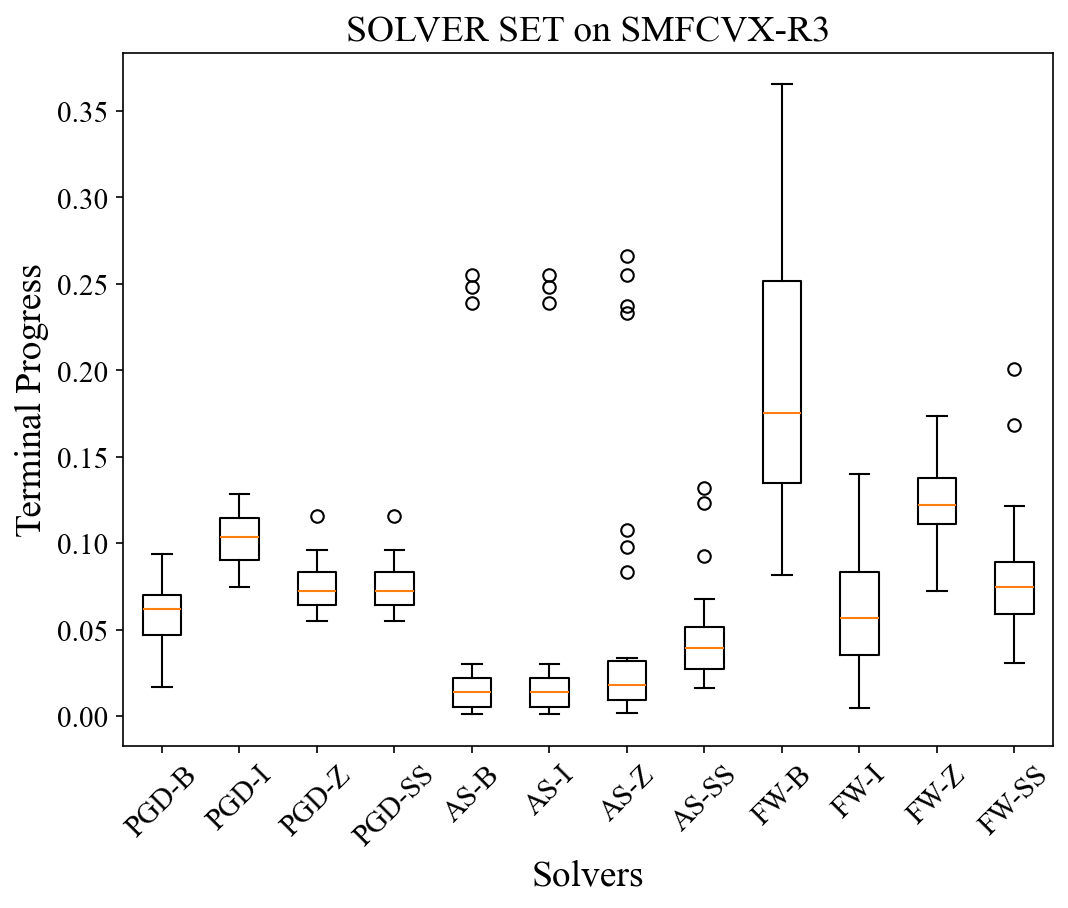 SOLVER SET on SMFCVX-R3
Terminal Progress
0.35
0.30
0.25
0.20
0.15
0.10
0.05
0.00
PGD-B
PGD-I
PGD-Z
PGD-SS
AS-B
AS-I
AS-Z
AS-SS
FW-B
FW-I
FW-Z
FW-SS
Solvers